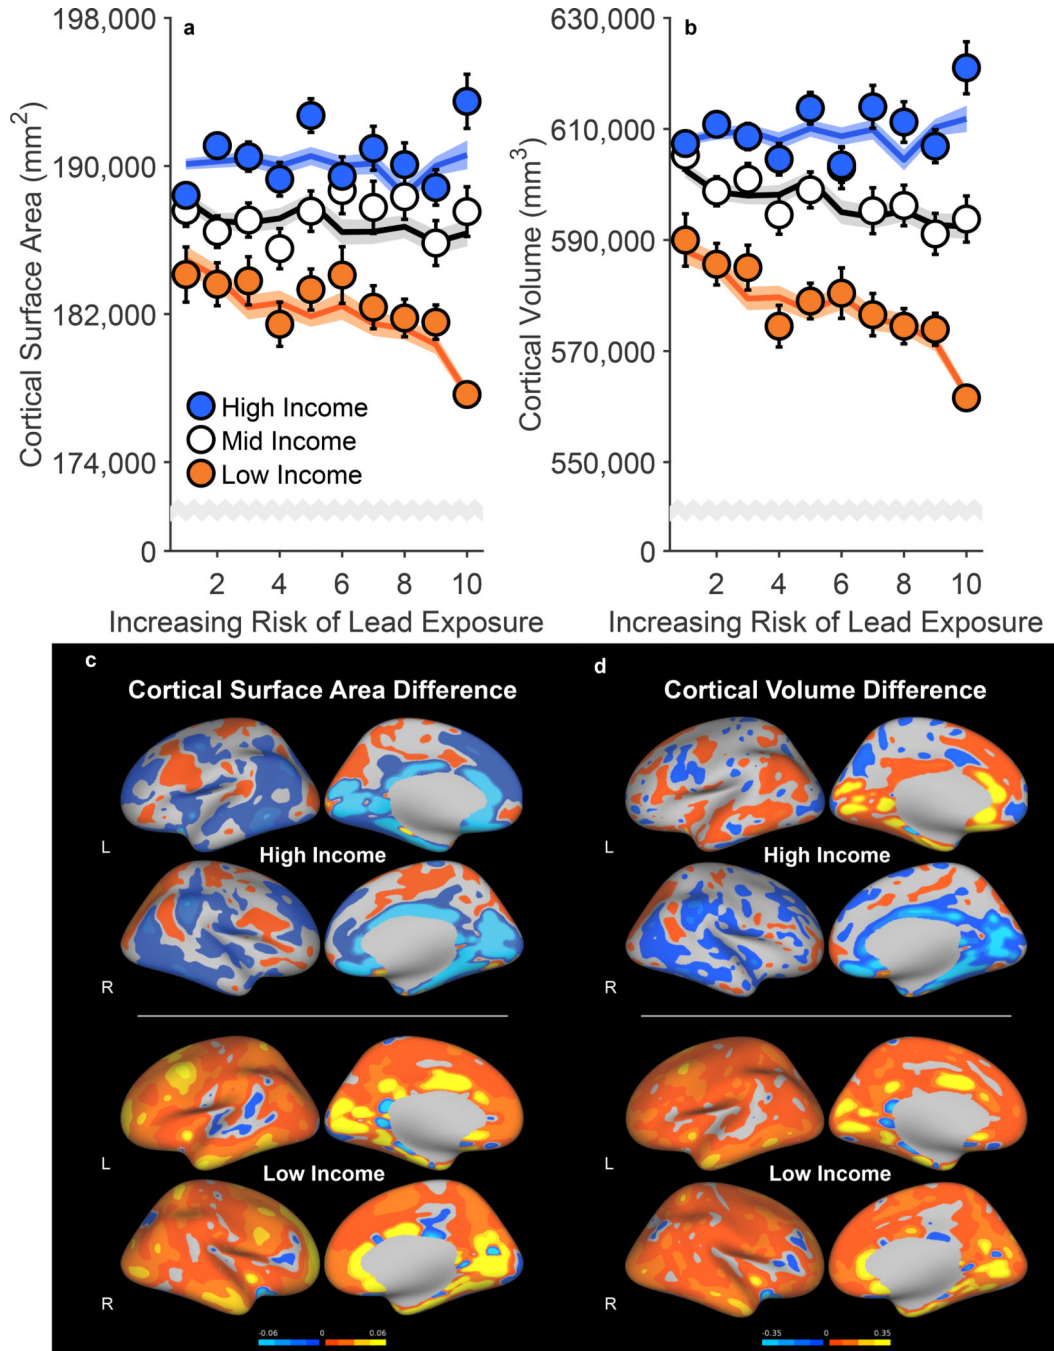 a
198,000
190,000
182,000
174,000
0
Cortical Surface Area (mm2)
High Income
Mid Income
Low Income
2 4 6 8 10
Increasing Risk of Lead Exposure
b
630,000
610,000
590,000
570,000
550,000
0
Cortical Volume (mm3)
2 4 6 8 10
Increasing Risk of Lead Exposure
c
Cortical Surface Area Difference
L
High Income
R
L
Low Income
R
-0.06 0 0.06
d
Cortical Volume Difference
L
High Income
R
L
Low Income
R
-0.35 0 0.35